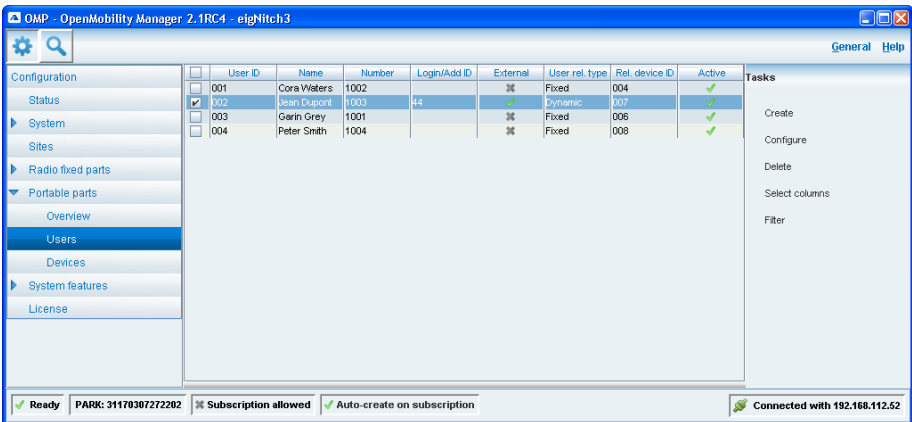 OMP - OpenMobility Manager 2.1RC4 - eigNitch3
General Help
Configuration
Status
System
Sites
Radio fixed parts
Portable parts
Overview
Users
Devices
System features
License
User ID Name Number Login/Add ID External User rel. type Rel. device ID Active
001 Cora Waters 1002 Fixed 004
002 Jean Dupont 1003 44 Dynamic 007
003 Garin Grey 1001 Fixed 006
004 Peter Smith 1004 Fixed 008
Tasks
Create
Configure
Delete
Select columns
Filter
Ready PARK: 31170307272202 Subscription allowed Auto-create on subscription Connected with 192.168.112.52